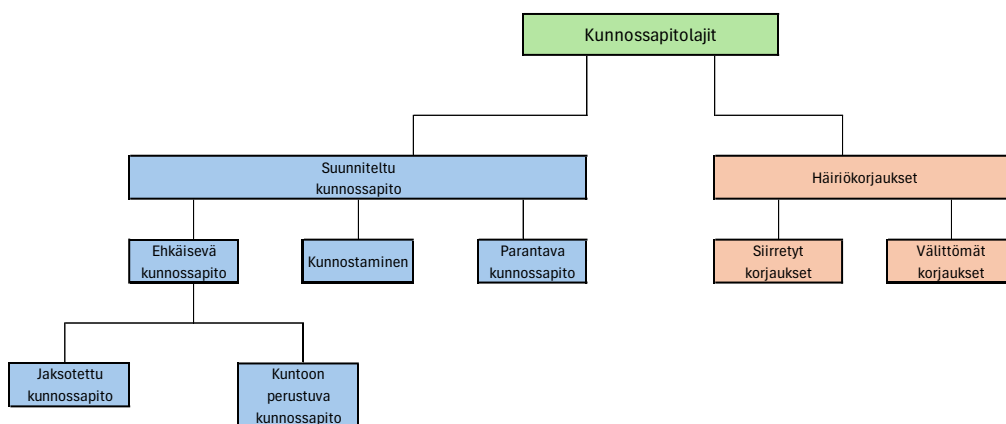 Kunnossapitolajit
Suunniteltu
kunnossapito
Häiriökorjaukset
Ehkäisevä
kunnossapito
Kunnostaminen
Parantava
kunnossapito
Siirretyt
korjaukset
Välittömät
korjaukset
Jaksotettu
kunnossapito
Kuntoon
perustuva
kunnossapito